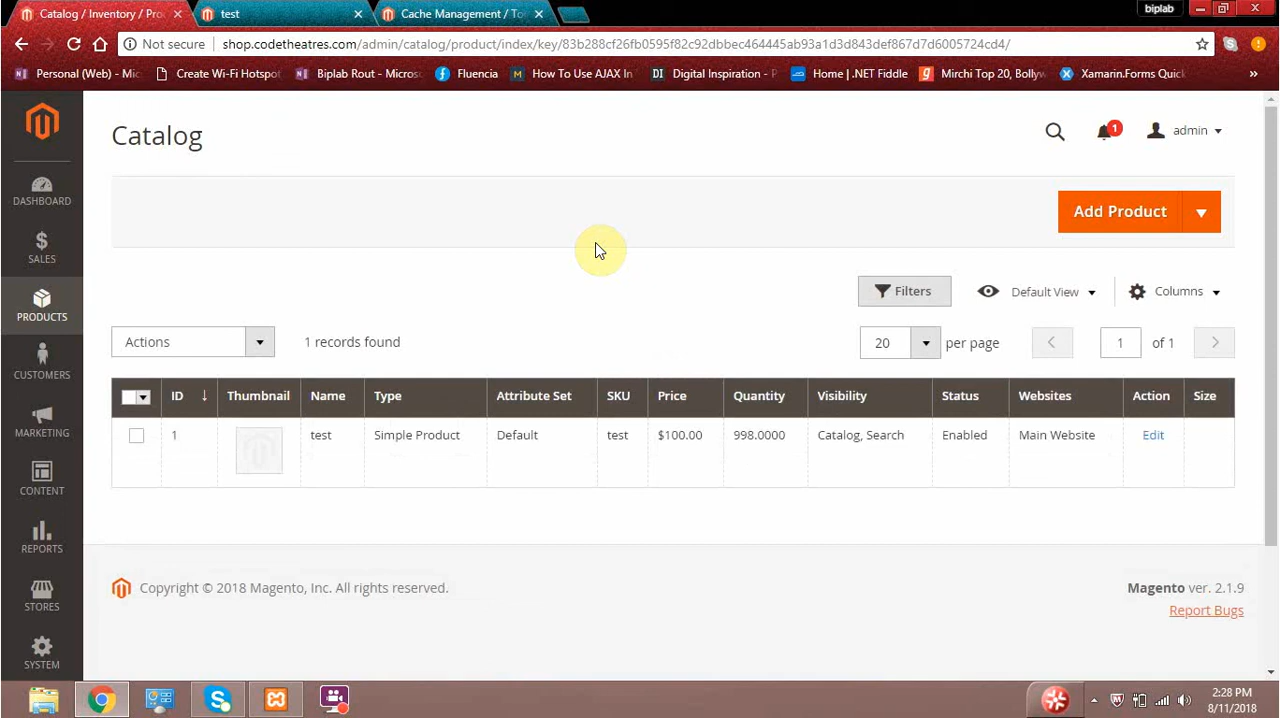 Catalog / Inventory / Pro
test
Cache Management / To
biplab
Not secure
shop.codetheatres.com/admin/catalog/product/index/key/83b288cf26fb0595f82c92dbbec464445ab93a1d3d843def867d7d6005724cd4/
Personal (Web) - Mic
Create Wi-Fi Hotspot
Biplab Rout - Micros
Fluencia
How To Use AJAX In
Digital Inspiration - P
Home | .NET Fiddle
Mirchi Top 20, Bollyw
Xamarin.Forms Quick
»
Catalog
1
admin
DASHBOARD
SALES
PRODUCTS
CUSTOMERS
MARKETING
CONTENT
REPORTS
STORES
SYSTEM
Add Product
Filters
Default View
Columns
Actions
1 records found
20
per page
1
of 1
ID ↓ Thumbnail Name Type Attribute Set SKU Price Quantity Visibility Status Websites Action Size
1 test Simple Product Default test $100.00 998.0000 Catalog, Search Enabled Main Website Edit
Copyright © 2018 Magento, Inc. All rights reserved.
Magento ver. 2.1.9
Report Bugs
2:28 PM
8/11/2018